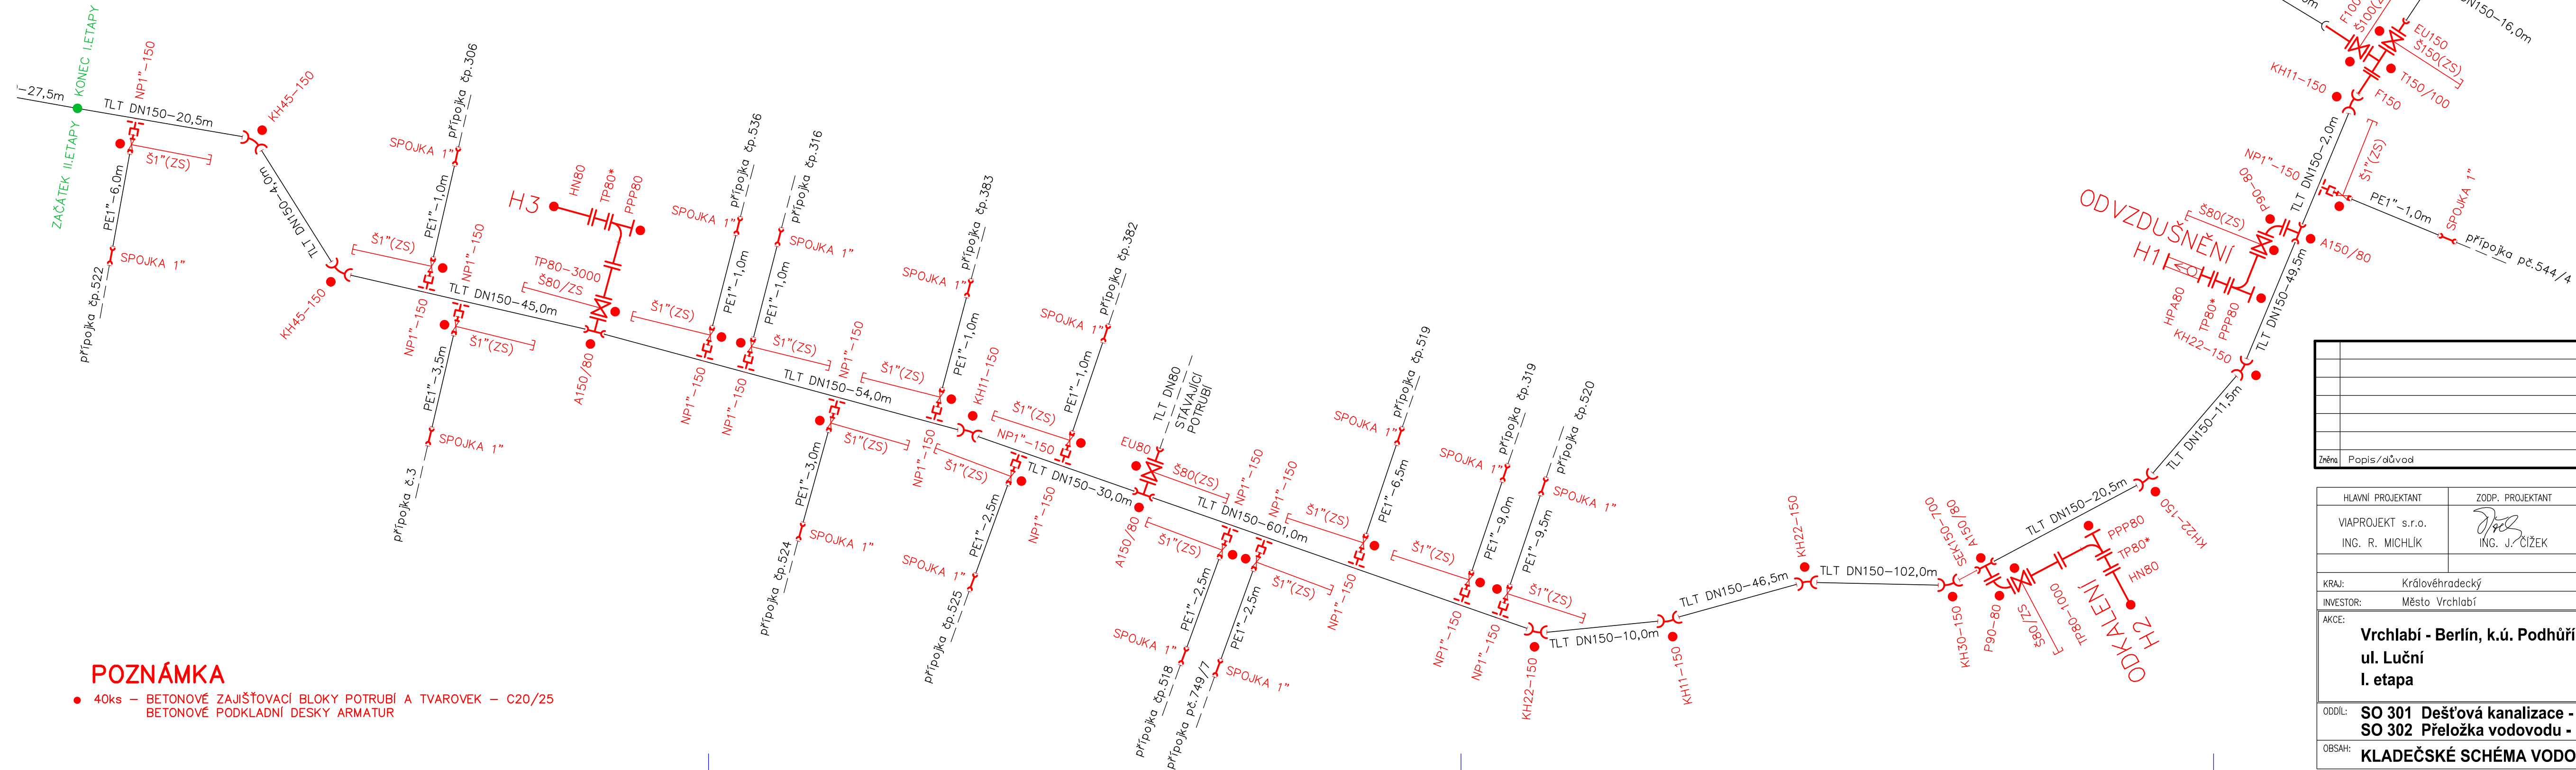 -27,5m
KONEC I.ETAPY
ZAČÁTEK II.ETAPY
TLT DN150-20,5m
NP1"-150
Š1"(ZS)
PE1"-6,0m
SPOJKA 1"
přípojka čp.522
KH45-150
TLT DN150-4,0m
KH45-150
přípojka čp.306
SPOJKA 1"
PE1"-1,0m
Š1"(ZS)
NP1"-150
NP1"-150
TLT DN150-45,0m
Š1"(ZS)
PE1"-3,5m
SPOJKA 1"
přípojka č.3
H3
HN80
TP80*
PPP80
TP80-3000
Š80/ZS
A150/80
přípojka čp.536
SPOJKA 1"
PE1"-1,0m
Š1"(ZS)
NP1"-150
přípojka čp.316
SPOJKA 1"
PE1"-1,0m
Š1"(ZS)
NP1"-150
TLT DN150-54,0m
NP1"-150
Š1"(ZS)
PE1"-3,0m
SPOJKA 1"
přípojka čp.524
přípojka čp.383
SPOJKA 1"
PE1"-1,0m
Š1"(ZS)
NP1"-150
KH11-150
přípojka čp.382
SPOJKA 1"
PE1"-1,0m
Š1"(ZS)
NP1"-150
Š1"(ZS)
NP1"-150
PE1"-2,5m
SPOJKA 1"
přípojka čp.525
TLT DN150-30,0m
TLT DN80
STÁVAJÍCÍ
POTRUBÍ
EU80
Š80(ZS)
A150/80
TLT DN150-601,0m
NP1"-150
Š1"(ZS)
PE1"-2,5m
SPOJKA 1"
přípojka čp.518
NP1"-150
Š1"(ZS)
PE1"-2,5m
SPOJKA 1"
přípojka pč.749/7
přípojka čp.519
SPOJKA 1"
PE1"-6,5m
Š1"(ZS)
NP1"-150
přípojka čp.319
SPOJKA 1"
PE1"-9,0m
Š1"(ZS)
NP1"-150
přípojka čp.520
SPOJKA 1"
PE1"-9,5m
Š1"(ZS)
NP1"-150
KH22-150
TLT DN150-10,0m
KH11-150
TLT DN150-46,5m
KH22-150
TLT DN150-102,0m
KH30-150
SEK150-700
A150/80
P90-80
Š80/ZS
TP80-1000
ODKALENÍ
H2
PPP80
TP80*
HN80
TLT DN150-20,5m
KH22-150
TLT DN150-11,5m
KH22-150
TLT DN150-49,5m
ODVZDUŠNĚNÍ
H1
HPA80
TP80*
PPP80
Š80(ZS)
P90-80
A150/80
NP1"-150
Š1"(ZS)
PE1"-1,0m
SPOJKA 1"
přípojka pč.544/4
TLT DN150-2,0m
KH11-150
F150
T150/100
F100
EU150
Š150(ZS)
DN150-16,0m
POZNÁMKA
40ks - BETONOVÉ ZAJIŠŤOVACÍ BLOKY POTRUBÍ A TVAROVEK - C20/25
BETONOVÉ PODKLADNÍ DESKY ARMATUR
Změna Popis/důvod
HLAVNÍ PROJEKTANT ZODP. PROJEKTANT
VIAPROJEKT s.r.o.
ING. R. MICHLÍK ING. J. ČÍŽEK
KRAJ: Královéhradecký
INVESTOR: Město Vrchlabí
AKCE:
Vrchlabí - Berlín, k.ú. Podhůří
ul. Luční
I. etapa
ODDÍL: SO 301 Dešťová kanalizace -
SO 302 Přeložka vodovodu -
OBSAH: KLADEČSKÉ SCHÉMA VODO